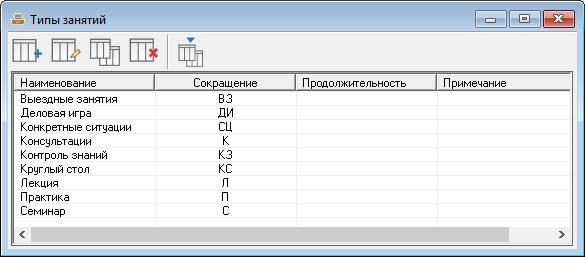 Типы занятий
Наименование Сокращение Продолжительность Примечание
Выездные занятия ВЗ
Деловая игра ДИ
Конкретные ситуации СЦ
Консультации К
Контроль знаний КЗ
Круглый стол КС
Лекция Л
Практика П
Семинар С